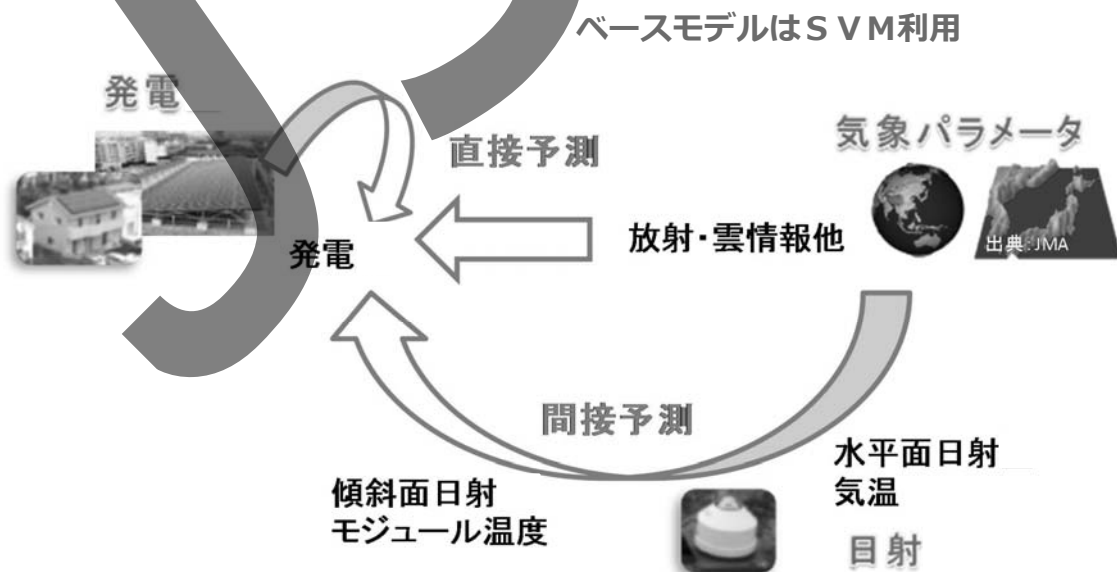 ベースモデルはSVM利用
発電
気象パラメータ
直接予測
放射・雲情報他
出典:JMA
発電
間接予測
水平面日射
気温
傾斜面日射
モジュール温度
日射